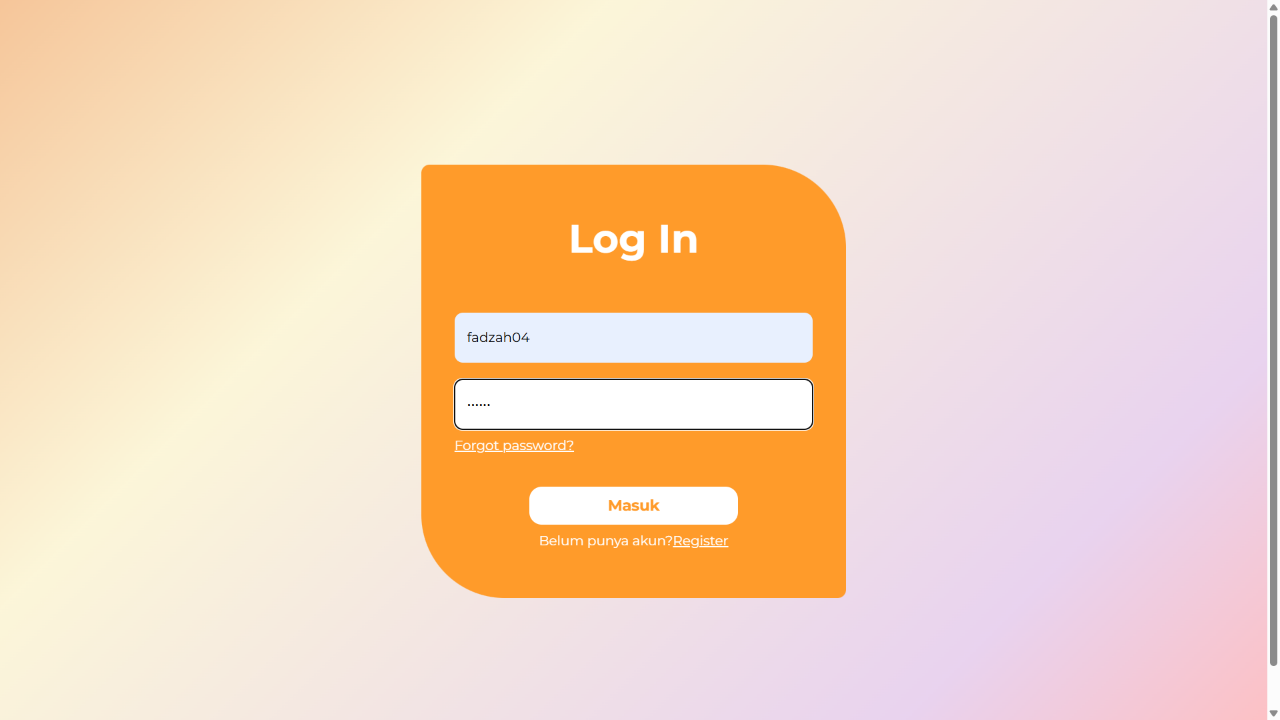 Log In
fadzah04
······
Forgot password?
Masuk
Belum punya akun?Register